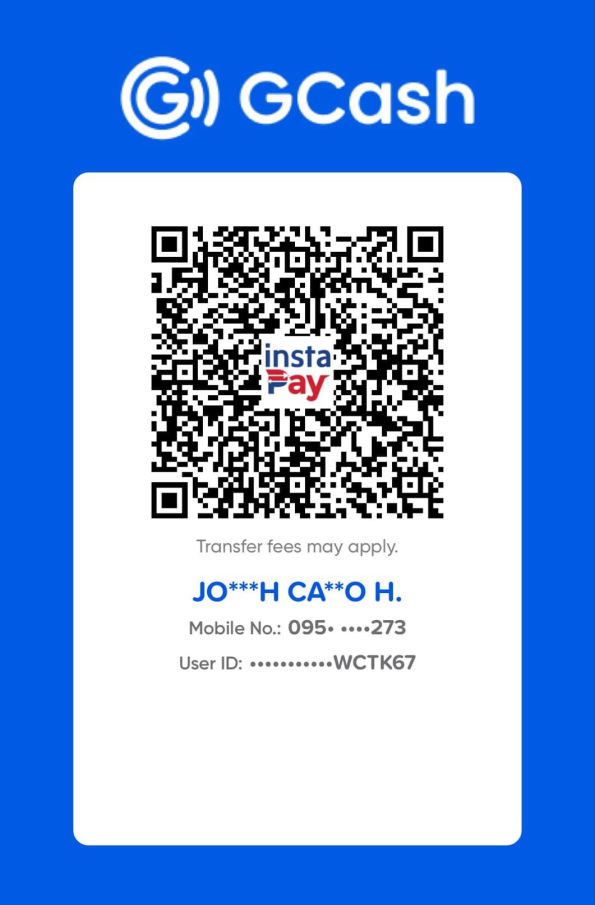 GCash
insta
Pay
Transfer fees may apply.
JO***H CA**O H.
Mobile No.: 095• ••••273
User ID: •••••••••••WCTK67